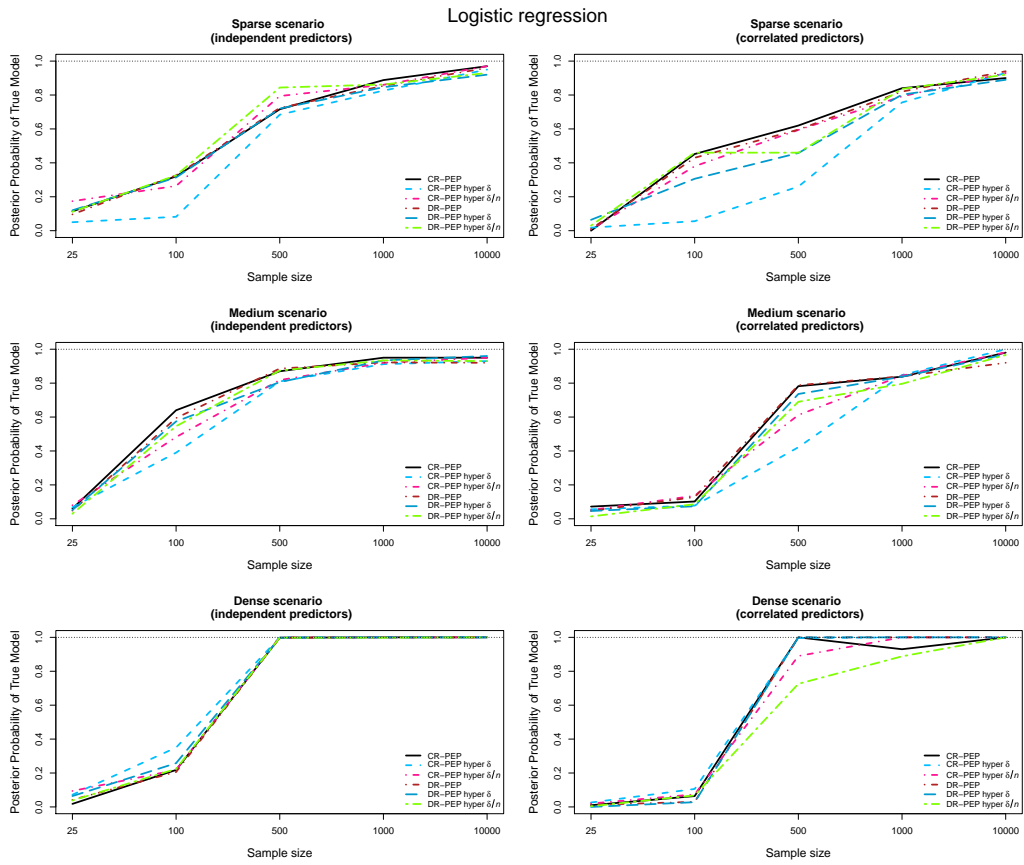 Logistic regression
Sparse scenario
(independent predictors)
Posterior Probability of True Model
1.0
0.8
0.6
0.4
0.2
0.0
CR−PEP
CR−PEP hyper δ
CR−PEP hyper δ/n
DR−PEP
DR−PEP hyper δ
DR−PEP hyper δ/n
25 100 500 1000 10000
Sample size
Sparse scenario
(correlated predictors)
Posterior Probability of True Model
1.0
0.8
0.6
0.4
0.2
0.0
CR−PEP
CR−PEP hyper δ
CR−PEP hyper δ/n
DR−PEP
DR−PEP hyper δ
DR−PEP hyper δ/n
25 100 500 1000 10000
Sample size
Medium scenario
(independent predictors)
Posterior Probability of True Model
1.0
0.8
0.6
0.4
0.2
0.0
CR−PEP
CR−PEP hyper δ
CR−PEP hyper δ/n
DR−PEP
DR−PEP hyper δ
DR−PEP hyper δ/n
25 100 500 1000 10000
Sample size
Medium scenario
(correlated predictors)
Posterior Probability of True Model
1.0
0.8
0.6
0.4
0.2
0.0
CR−PEP
CR−PEP hyper δ
CR−PEP hyper δ/n
DR−PEP
DR−PEP hyper δ
DR−PEP hyper δ/n
25 100 500 1000 10000
Sample size
Dense scenario
(independent predictors)
Posterior Probability of True Model
1.0
0.8
0.6
0.4
0.2
0.0
CR−PEP
CR−PEP hyper δ
CR−PEP hyper δ/n
DR−PEP
DR−PEP hyper δ
DR−PEP hyper δ/n
25 100 500 1000 10000
Sample size
Dense scenario
(correlated predictors)
Posterior Probability of True Model
1.0
0.8
0.6
0.4
0.2
0.0
CR−PEP
CR−PEP hyper δ
CR−PEP hyper δ/n
DR−PEP
DR−PEP hyper δ
DR−PEP hyper δ/n
25 100 500 1000 10000
Sample size